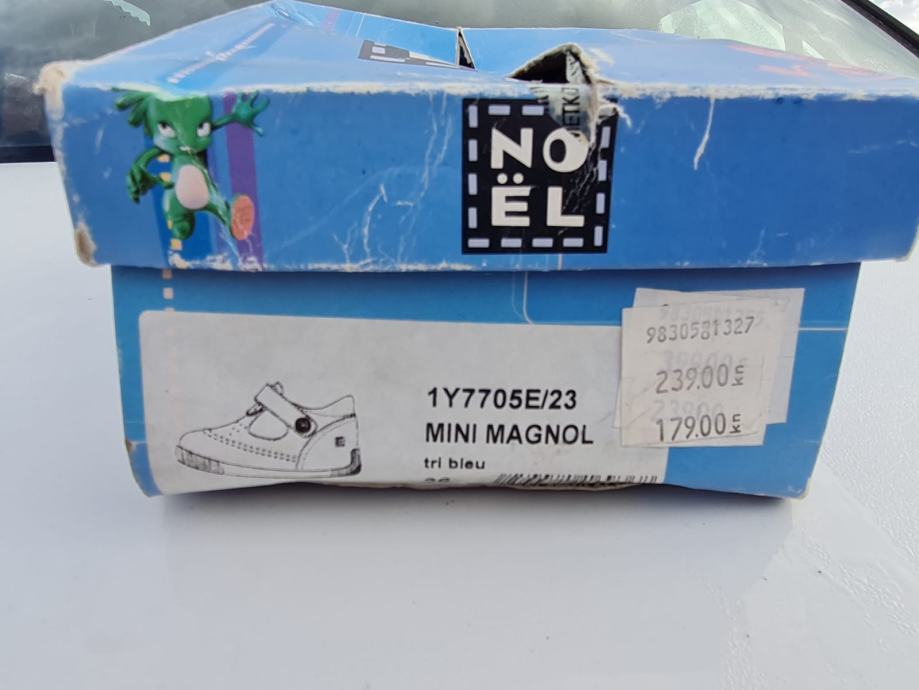 NO
ËL
9830581327
239.00 kn
179.00 kn
1Y7705E/23
MINI MAGNOL
tri bleu